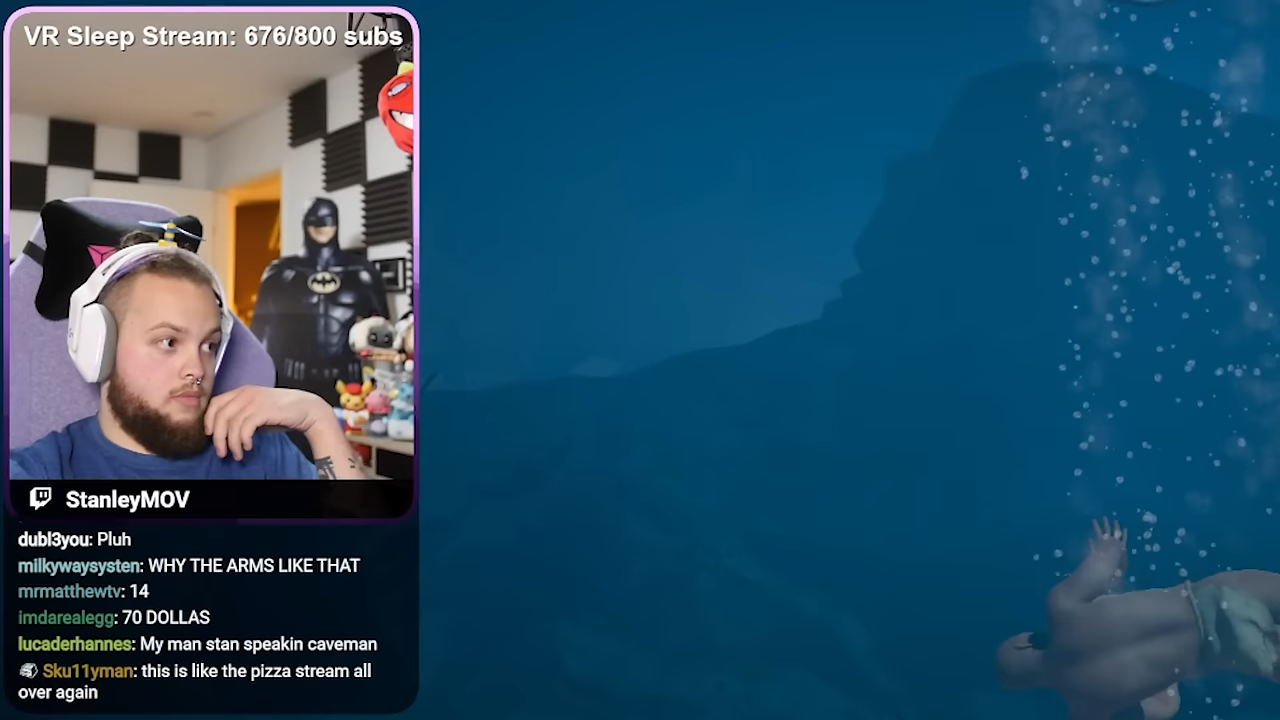 VR Sleep Stream: 676/800 subs
StanleyMOV
dubl3you: Pluh
milkywaysysten: WHY THE ARMS LIKE THAT
mrmatthewtv: 14
imdarealegg: 70 DOLLAS
lucaderhannes: My man stan speakin caveman
Sku11yman: this is like the pizza stream all
over again